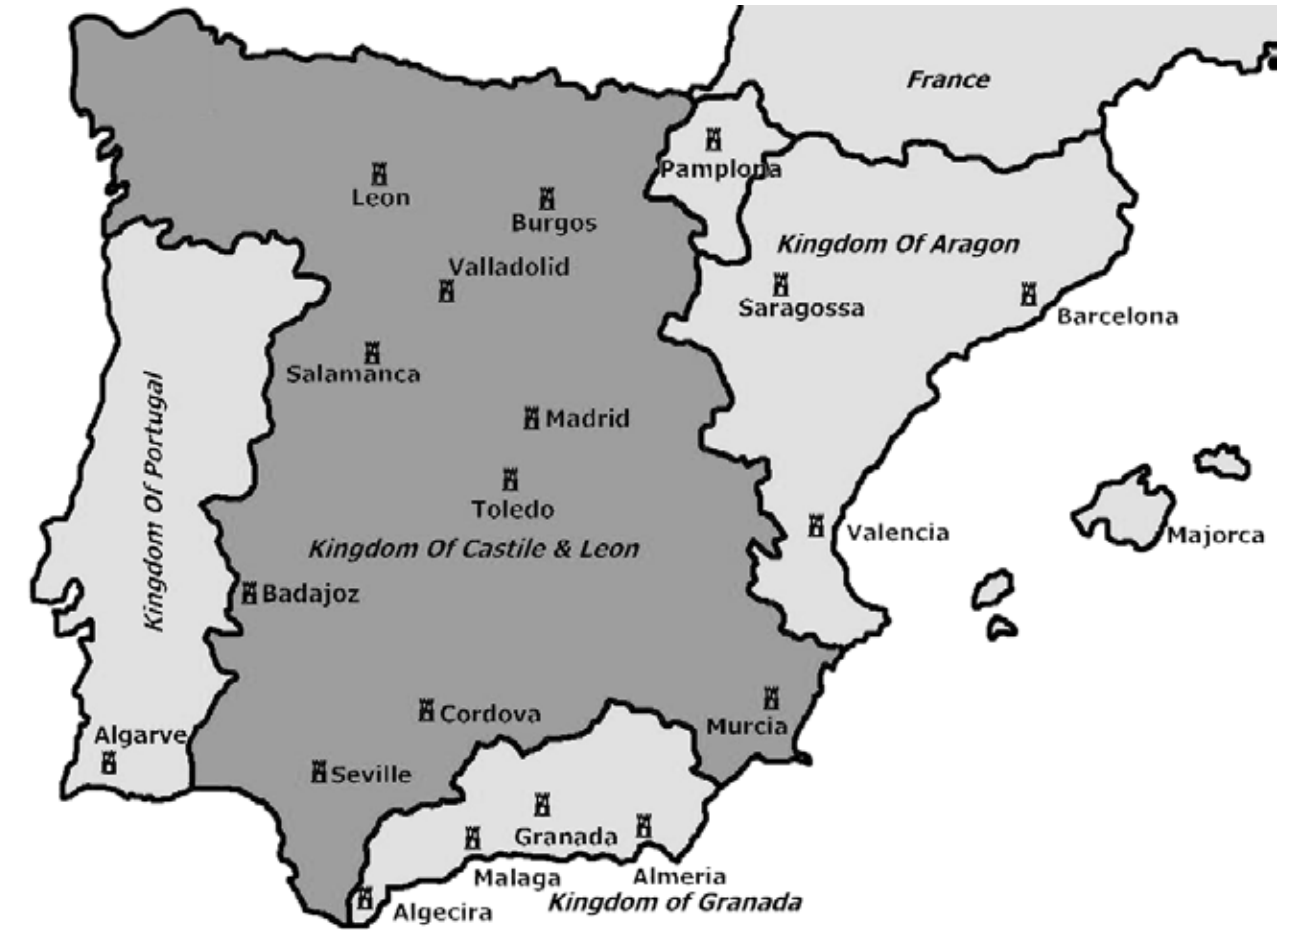 France
Pamplona
Leon
Burgos
Kingdom Of Aragon
Valladolid
Saragossa
Barcelona
Salamanca
Madrid
Kingdom Of Portugal
Toledo
Valencia
Majorca
Kingdom Of Castile & Leon
Badajoz
Cordova
Murcia
Algarve
Seville
Granada
Malaga
Almeria
Kingdom of Granada
Algecira